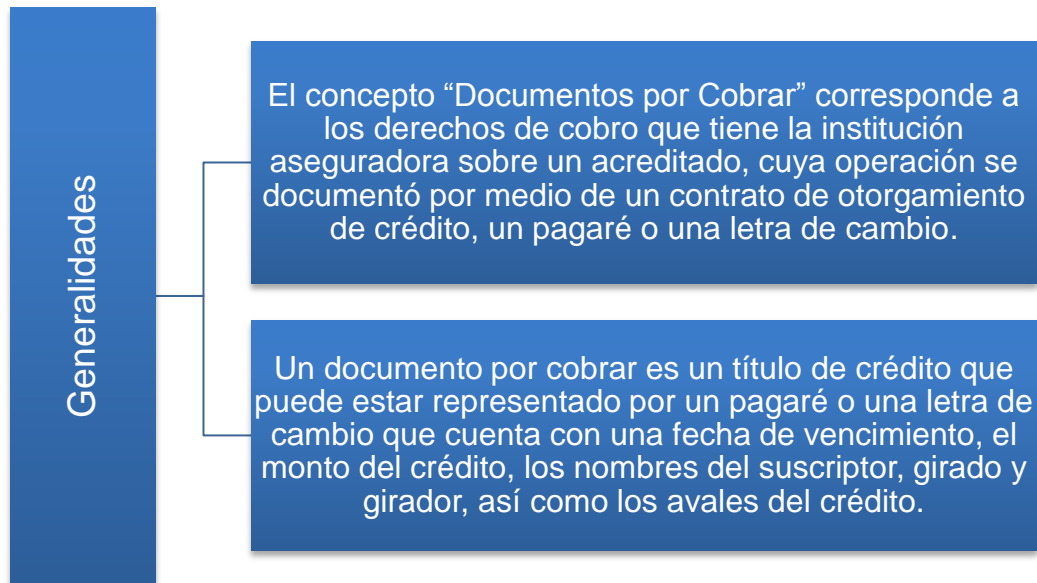 Generalidades
El concepto “Documentos por Cobrar” corresponde a
los derechos de cobro que tiene la institución
aseguradora sobre un acreditado, cuya operación se
documentó por medio de un contrato de otorgamiento
de crédito, un pagaré o una letra de cambio.
Un documento por cobrar es un título de crédito que
puede estar representado por un pagaré o una letra de
cambio que cuenta con una fecha de vencimiento, el
monto del crédito, los nombres del suscriptor, girado y
girador, así como los avales del crédito.